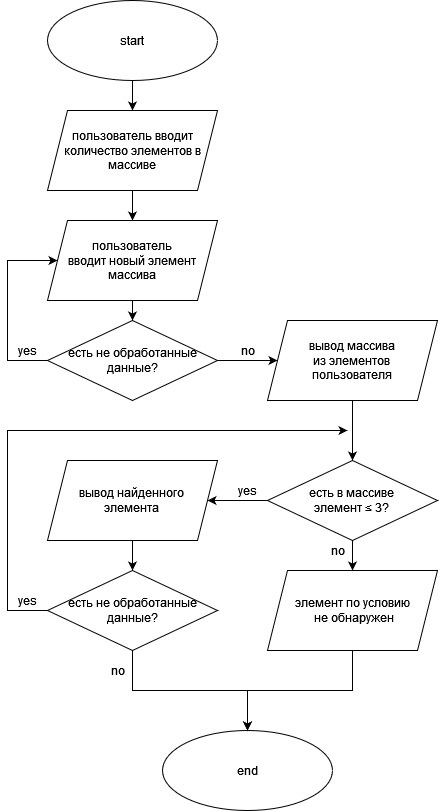 start
пользователь вводит
количество элементов в
массиве
пользователь
вводит новый элемент
массива
yes
есть не обработанные
данные?
no
вывод массива
из элементов
пользователя
есть в массиве
элемент ≤ 3?
yes
вывод найденного
элемента
no
yes
есть не обработанные
данные?
элемент по условию
не обнаружен
no
end